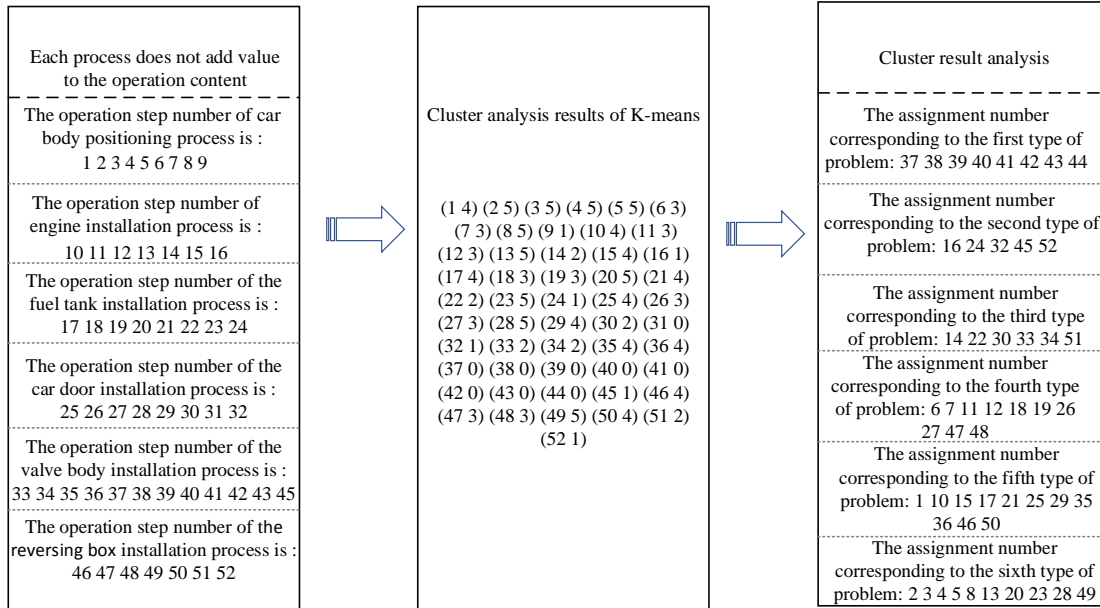 Each process does not add value
to the operation content
The operation step number of car
body positioning process is :
1 2 3 4 5 6 7 8 9
The operation step number of
engine installation process is :
10 11 12 13 14 15 16
The operation step number of the
fuel tank installation process is :
17 18 19 20 21 22 23 24
The operation step number of the
car door installation process is :
25 26 27 28 29 30 31 32
The operation step number of the
valve body installation process is :
33 34 35 36 37 38 39 40 41 42 43 45
The operation step number of the
reversing box installation process is :
46 47 48 49 50 51 52
Cluster analysis results of K-means
(1 4) (2 5) (3 5) (4 5) (5 5) (6 3)
(7 3) (8 5) (9 1) (10 4) (11 3)
(12 3) (13 5) (14 2) (15 4) (16 1)
(17 4) (18 3) (19 3) (20 5) (21 4)
(22 2) (23 5) (24 1) (25 4) (26 3)
(27 3) (28 5) (29 4) (30 2) (31 0)
(32 1) (33 2) (34 2) (35 4) (36 4)
(37 0) (38 0) (39 0) (40 0) (41 0)
(42 0) (43 0) (44 0) (45 1) (46 4)
(47 3) (48 3) (49 5) (50 4) (51 2)
(52 1)
Cluster result analysis
The assignment number
corresponding to the first type of
problem: 37 38 39 40 41 42 43 44
The assignment number
corresponding to the second type of
problem: 16 24 32 45 52
The assignment number
corresponding to the third type
of problem: 14 22 30 33 34 51
The assignment number
corresponding to the fourth type
of problem: 6 7 11 12 18 19 26
27 47 48
The assignment number
corresponding to the fifth type of
problem: 1 10 15 17 21 25 29 35
36 46 50
The assignment number
corresponding to the sixth type of
problem: 2 3 4 5 8 13 20 23 28 49